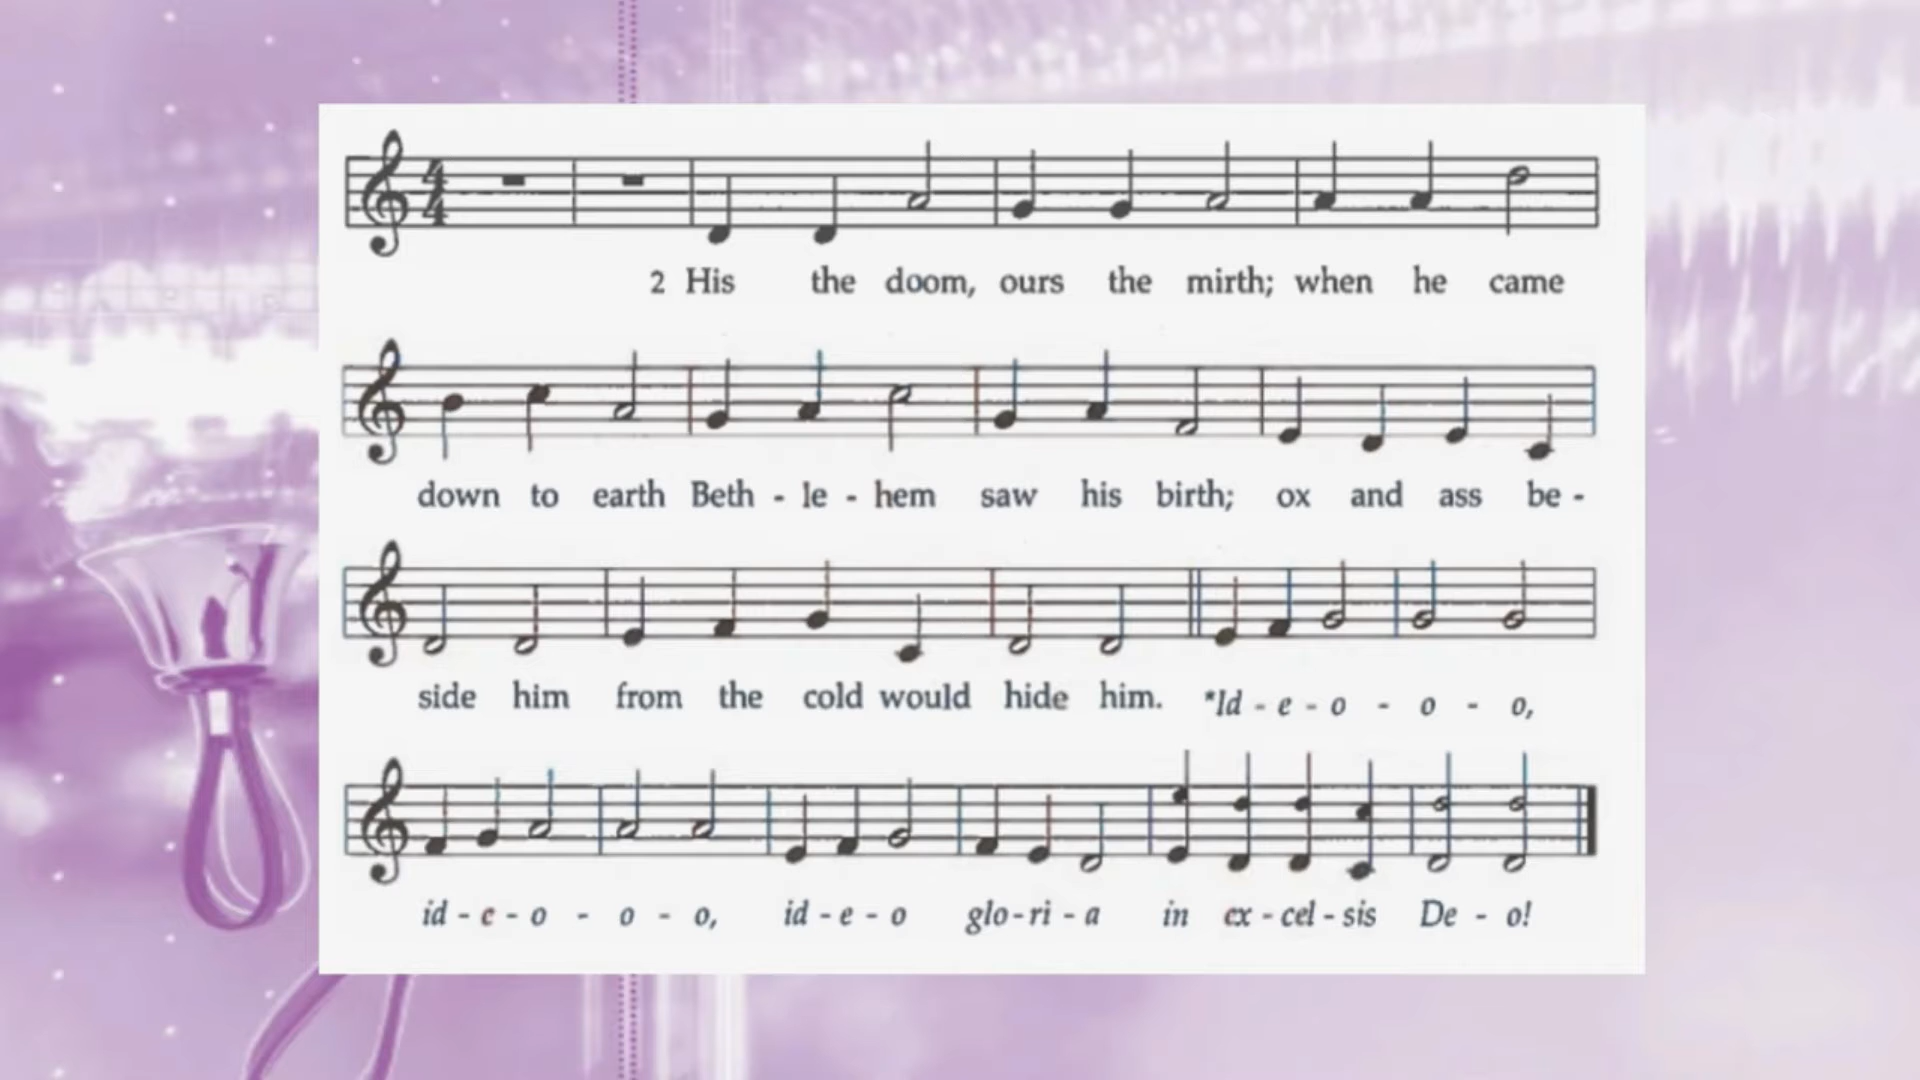 2 His the doom, ours the mirth; when he came
down to earth Beth - le - hem saw his birth; ox and ass be -
side him from the cold would hide him. *Id - e - o - o - o,
id - e - o - o - o, id - e - o glo - ri - a in ex - cel - sis De - o!